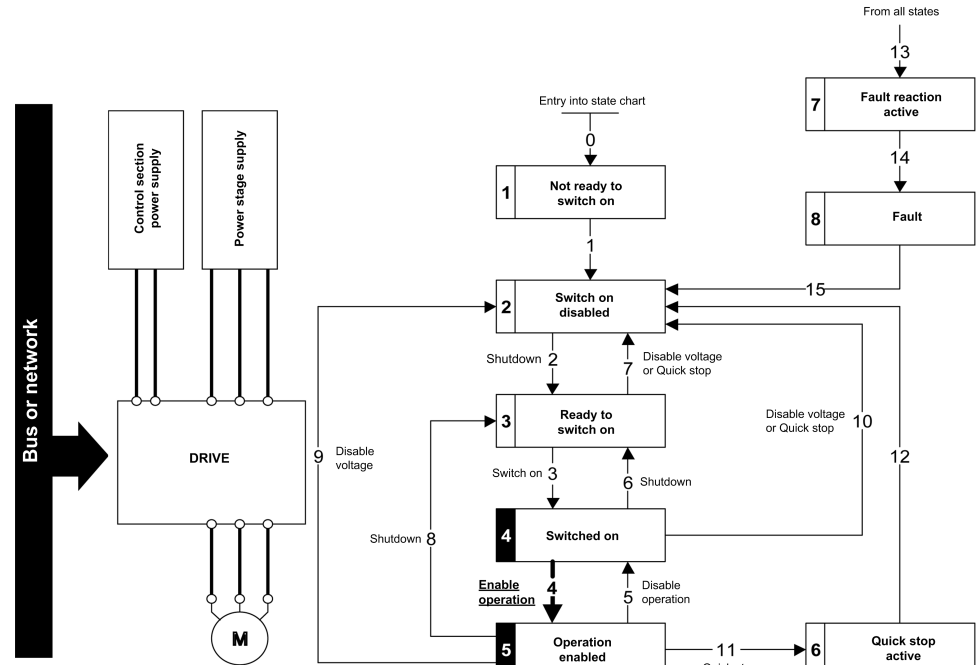 From all states
13
7
Fault reaction
active
14
8
Fault
15
Entry into state chart
0
1
Not ready to
switch on
1
2
Switch on
disabled
Shutdown 2
7
Disable voltage
or Quick stop
3
Ready to
switch on
Switch on 3
6 Shutdown
4
Switched on
Enable
operation
4
5
Disable
operation
5
Operation
enabled
11
6
Quick stop
active
Disable voltage
or Quick stop
10
12
9
Disable
voltage
Shutdown 8
Control section
power supply
Power stage supply
Bus or network
DRIVE
M